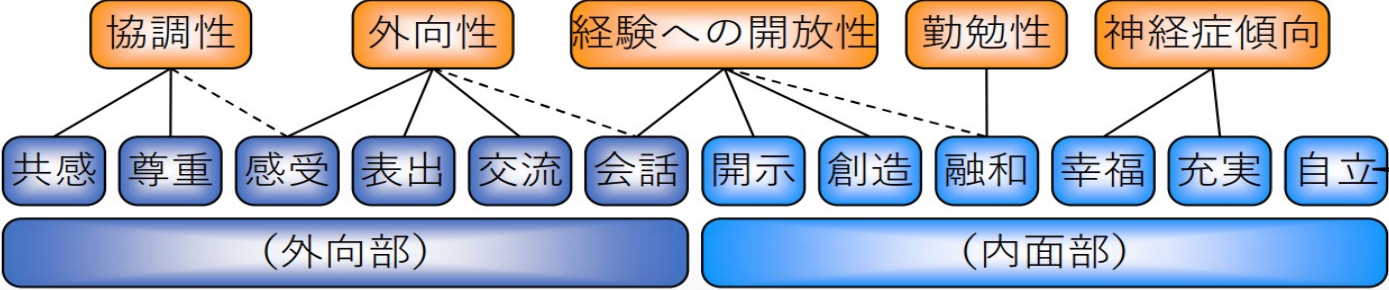 協調性 外向性 経験への開放性 勤勉性 神経症傾向
共感 尊重 感受 表出 交流 会話 開示 創造 融和 幸福 充実 自立
(外向部) (内面部)